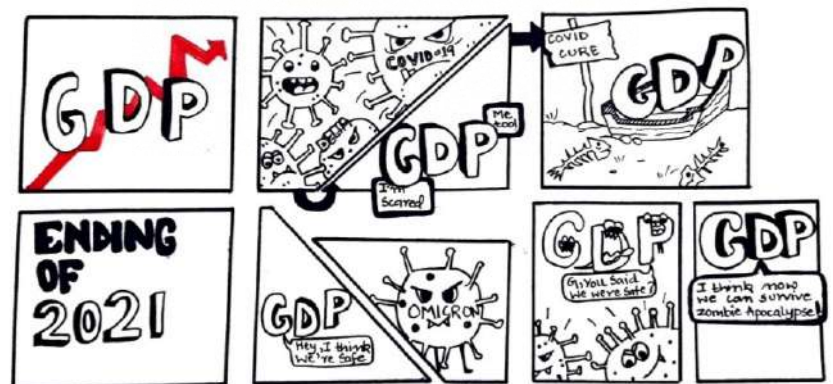 GDP
COVID-19
DELTA
GDP
Me
too!
I'm
Scared
COVID
CURE
GDP
ENDING
OF
2021
GDP
Hey, I think
WE're Safe
OMICRON
GDP
G, You Said
We were Safe?
GDP
I think now
we can survive
zombie Apocalypse!